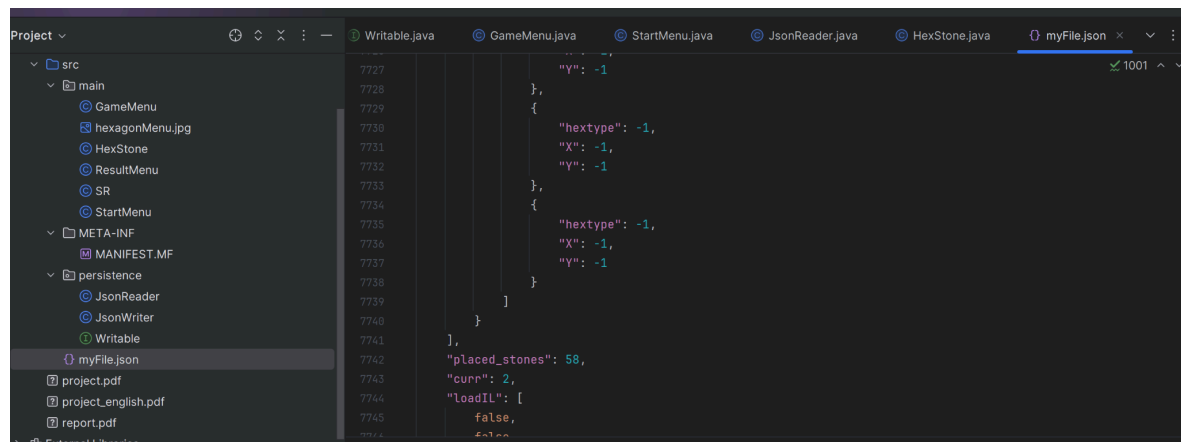 Project
src
main
GameMenu
hexagonMenu.jpg
HexStone
ResultMenu
SR
StartMenu
META-INF
MANIFEST.MF
persistence
JsonReader
JsonWriter
Writable
myFile.json
project.pdf
project_english.pdf
report.pdf
Writable.java GameMenu.java StartMenu.java JsonReader.java HexStone.java myFile.json
1001
7727 "Y": -1
7728 },
7729 {
7730 "hextype": -1,
7731 "X": -1,
7732 "Y": -1
7733 },
7734 {
7735 "hextype": -1,
7736 "X": -1,
7737 "Y": -1
7738 }
7739 ]
7740 }
7741 ],
7742 "placed_stones": 58,
7743 "curr": 2,
7744 "loadIL": [
7745 false,